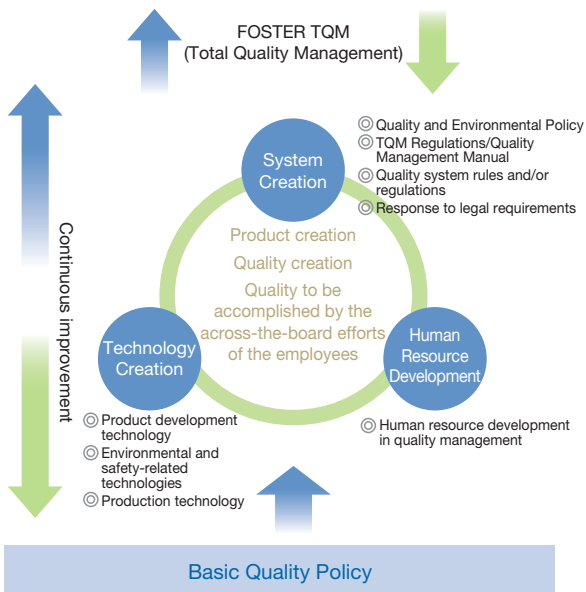 FOSTER TQM
(Total Quality Management)
System
Creation
◎ Quality and Environmental Policy
◎ TQM Regulations/Quality
Management Manual
◎ Quality system rules and/or
regulations
◎ Response to legal requirements
Continuous improvement
Product creation
Quality creation
Quality to be
accomplished by the
across-the-board efforts
of the employees
Technology
Creation
◎ Product development
technology
◎ Environmental and
safety-related
technologies
◎ Production technology
Human
Resource
Development
◎ Human resource development
in quality management
Basic Quality Policy